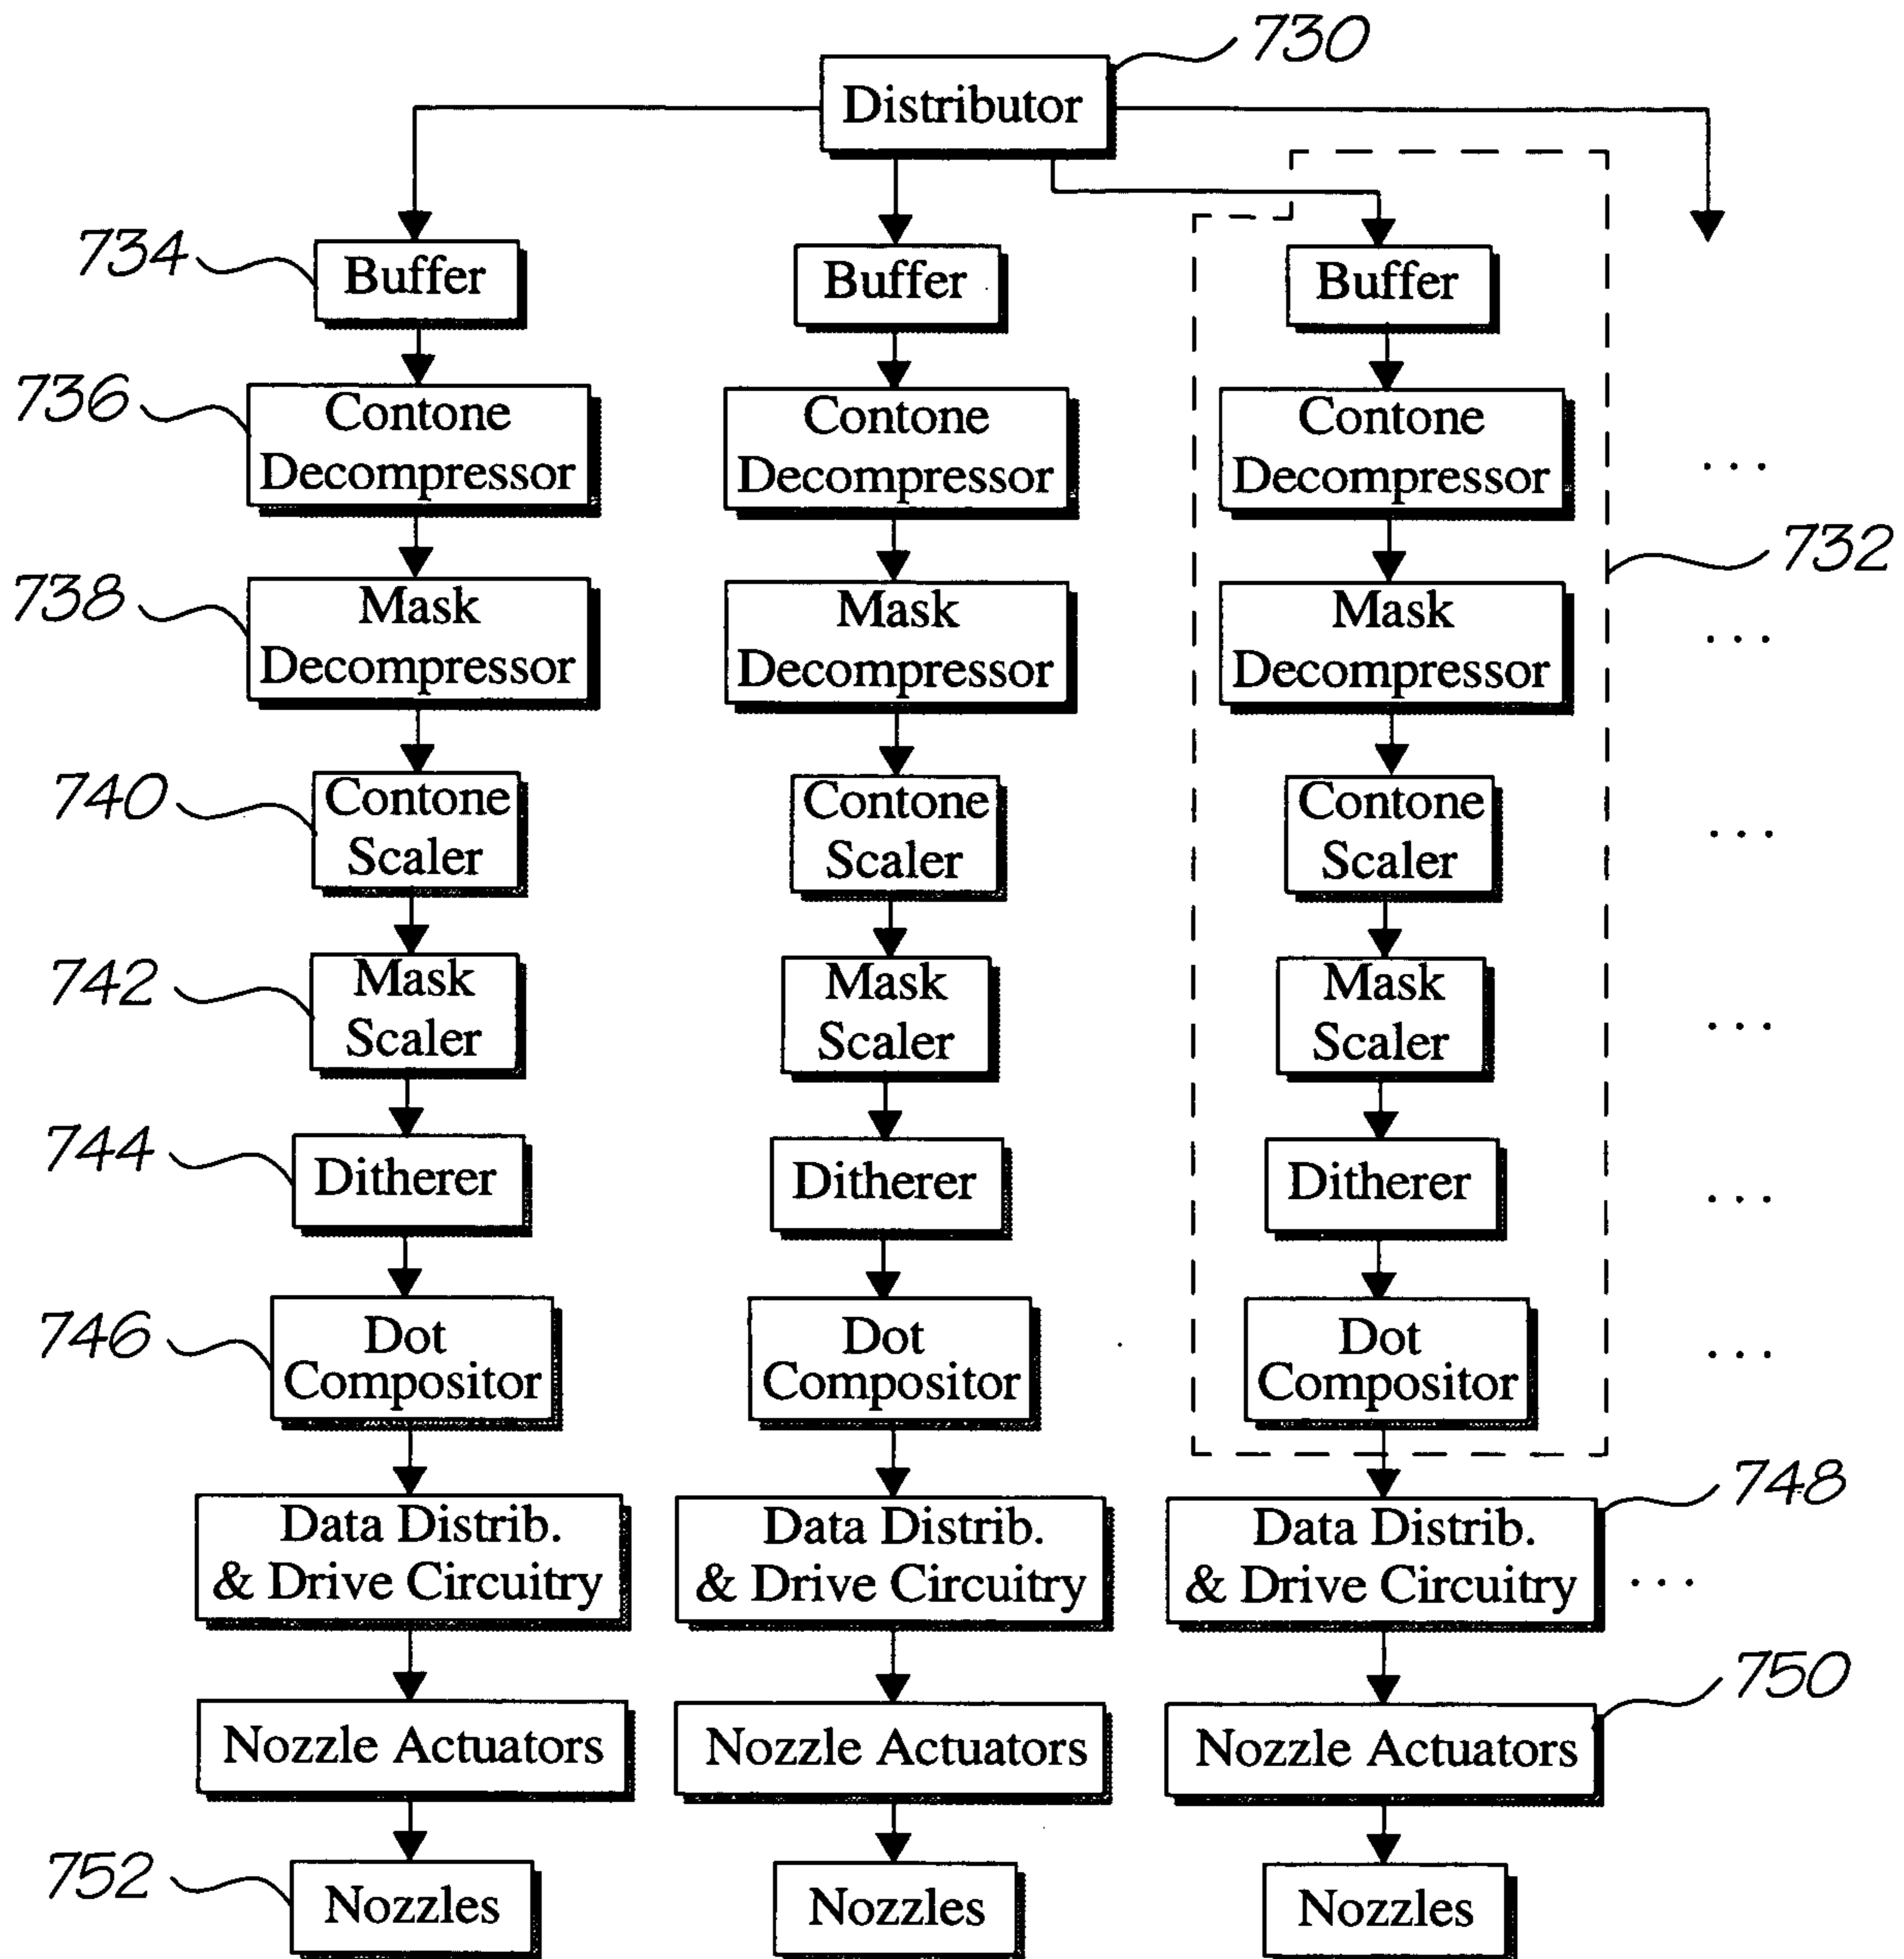 730
Distributor
734
Buffer
Buffer
Buffer
736
Contone
Decompressor
Contone
Decompressor
Contone
Decompressor
...
732
738
Mask
Decompressor
Mask
Decompressor
Mask
Decompressor
...
740
Contone
Scaler
Contone
Scaler
Contone
Scaler
...
742
Mask
Scaler
Mask
Scaler
Mask
Scaler
...
744
Ditherer
Ditherer
Ditherer
...
746
Dot
Compositor
Dot
Compositor
Dot
Compositor
...
748
Data Distrib.
& Drive Circuitry
Data Distrib.
& Drive Circuitry
Data Distrib.
& Drive Circuitry
...
750
Nozzle Actuators
Nozzle Actuators
Nozzle Actuators
752
Nozzles
Nozzles
Nozzles